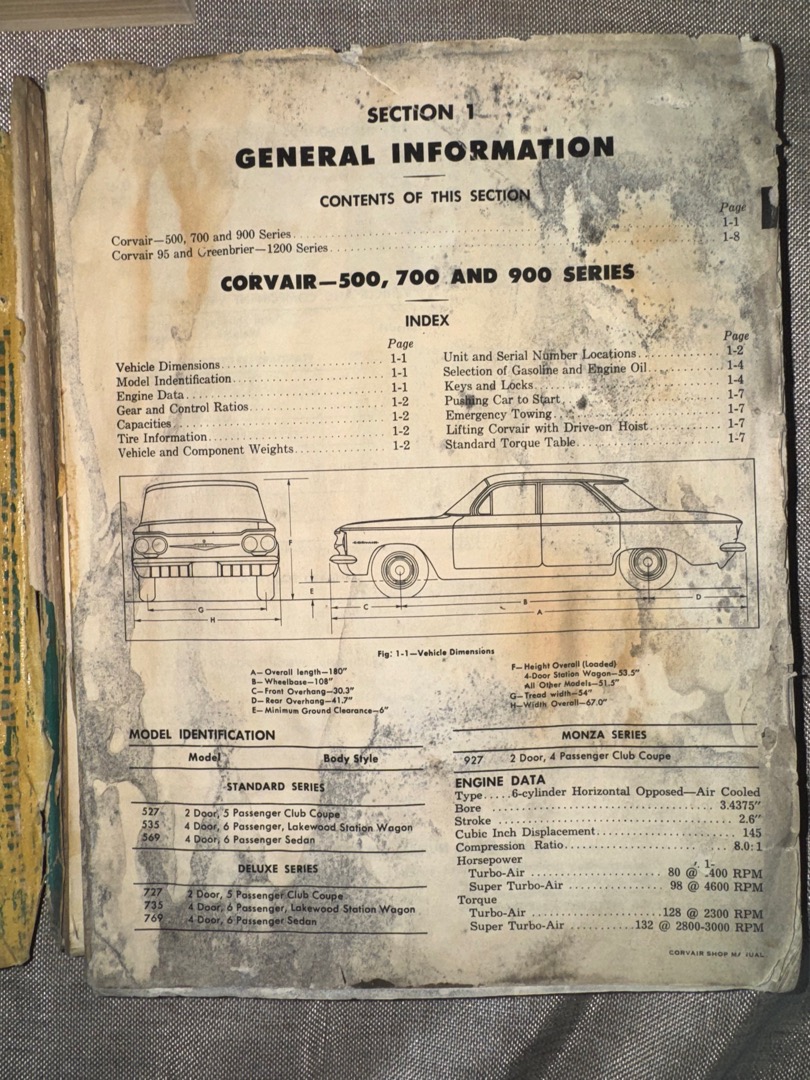 SECTION 1
GENERAL INFORMATION
CONTENTS OF THIS SECTION
Page
Corvair—500, 700 and 900 Series 1-1
Corvair 95 and Greenbrier—1200 Series 1-8
CORVAIR—500, 700 AND 900 SERIES
INDEX
Page
Vehicle Dimensions 1-1
Model Indentification 1-1
Engine Data 1-1
Gear and Control Ratios 1-2
Capacities 1-2
Tire Information 1-2
Vehicle and Component Weights 1-2
Page
Unit and Serial Number Locations 1-2
Selection of Gasoline and Engine Oil 1-4
Keys and Locks 1-4
Pushing Car to Start 1-7
Emergency Towing 1-7
Lifting Corvair with Drive-on Hoist 1-7
Standard Torque Table 1-7
F
E
G
H
C
B
D
A
Fig. 1-1—Vehicle Dimensions
A—Overall length—180"
B—Wheelbase—108"
C—Front Overhang—30.3"
D—Rear Overhang—41.7"
E—Minimum Ground Clearance—6"
F—Height Overall (Loaded)
4-Door Station Wagon—53.5"
All Other Models—51.5"
G—Tread width—54"
H—Width Overall—67.0"
MODEL IDENTIFICATION
Model Body Style
STANDARD SERIES
527 2 Door, 5 Passenger Club Coupe
535 4 Door, 6 Passenger, Lakewood Station Wagon
569 4 Door, 6 Passenger Sedan
DELUXE SERIES
727 2 Door, 5 Passenger Club Coupe
735 4 Door, 6 Passenger, Lakewood Station Wagon
769 4 Door, 6 Passenger Sedan
MONZA SERIES
927 2 Door, 4 Passenger Club Coupe
ENGINE DATA
Type.....6-cylinder Horizontal Opposed—Air Cooled
Bore 3.4375"
Stroke 2.6"
Cubic Inch Displacement 145
Compression Ratio 8.0:1
Horsepower
Turbo-Air 80 @ 400 RPM
Super Turbo-Air 98 @ 4600 RPM
Torque
Turbo-Air 128 @ 2300 RPM
Super Turbo-Air 132 @ 2800-3000 RPM
CORVAIR SHOP